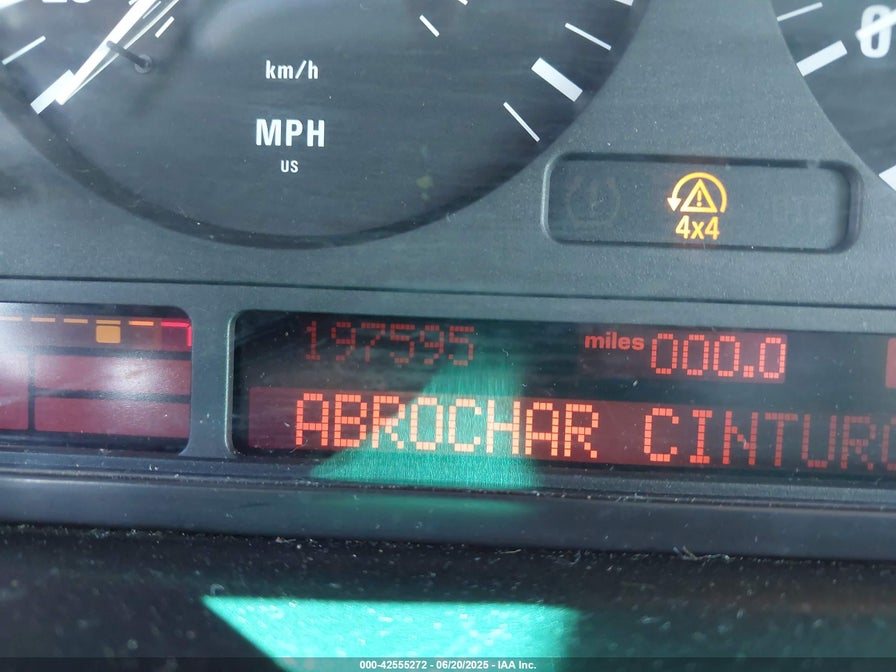 km/h
MPH
US
4x4
197595
miles 000.0
ABROCHAR
000-42555272 - 06/20/2025 - IAA Inc.